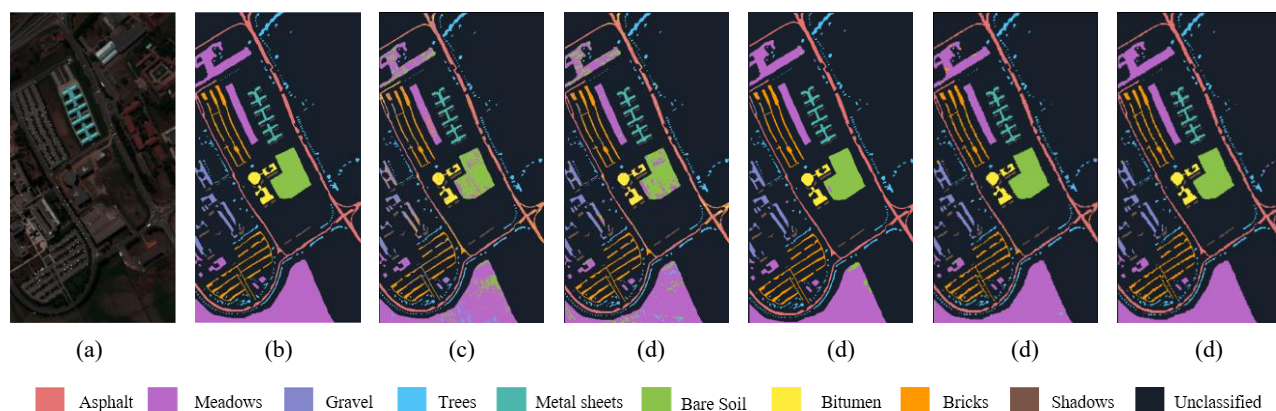 (a) (b) (c) (d) (d) (d) (d)
Asphalt Meadows Gravel Trees Metal sheets Bare Soil Bitumen Bricks Shadows Unclassified